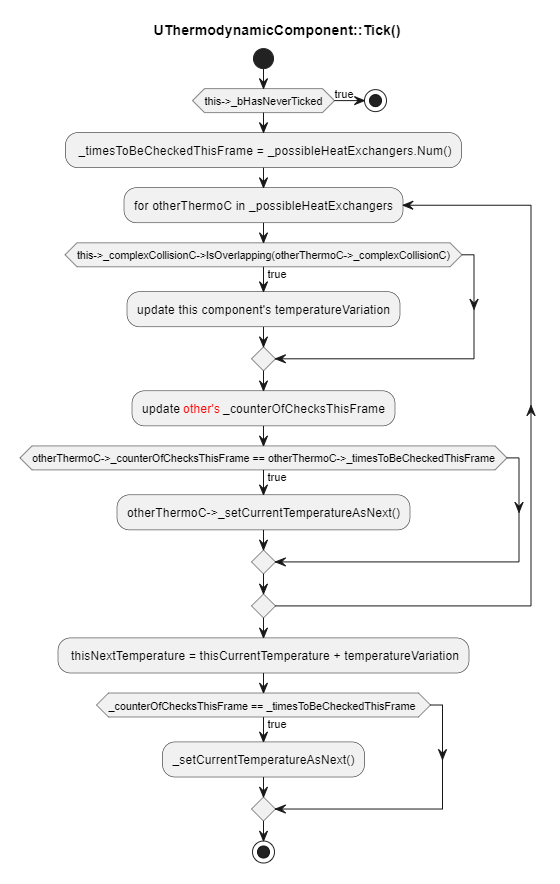 UThermodynamicComponent::Tick()
this->_bHasNeverTicked
true
_timesToBeCheckedThisFrame = _possibleHeatExchangers.Num()
for otherThermoC in _possibleHeatExchangers
this->_complexCollisionC->IsOverlapping(otherThermoC->_complexCollisionC)
true
update this component's temperatureVariation
update other's _counterOfChecksThisFrame
otherThermoC->_counterOfChecksThisFrame == otherThermoC->_timesToBeCheckedThisFrame
true
otherThermoC->_setCurrentTemperatureAsNext()
thisNextTemperature = thisCurrentTemperature + temperatureVariation
_counterOfChecksThisFrame == _timesToBeCheckedThisFrame
true
_setCurrentTemperatureAsNext()